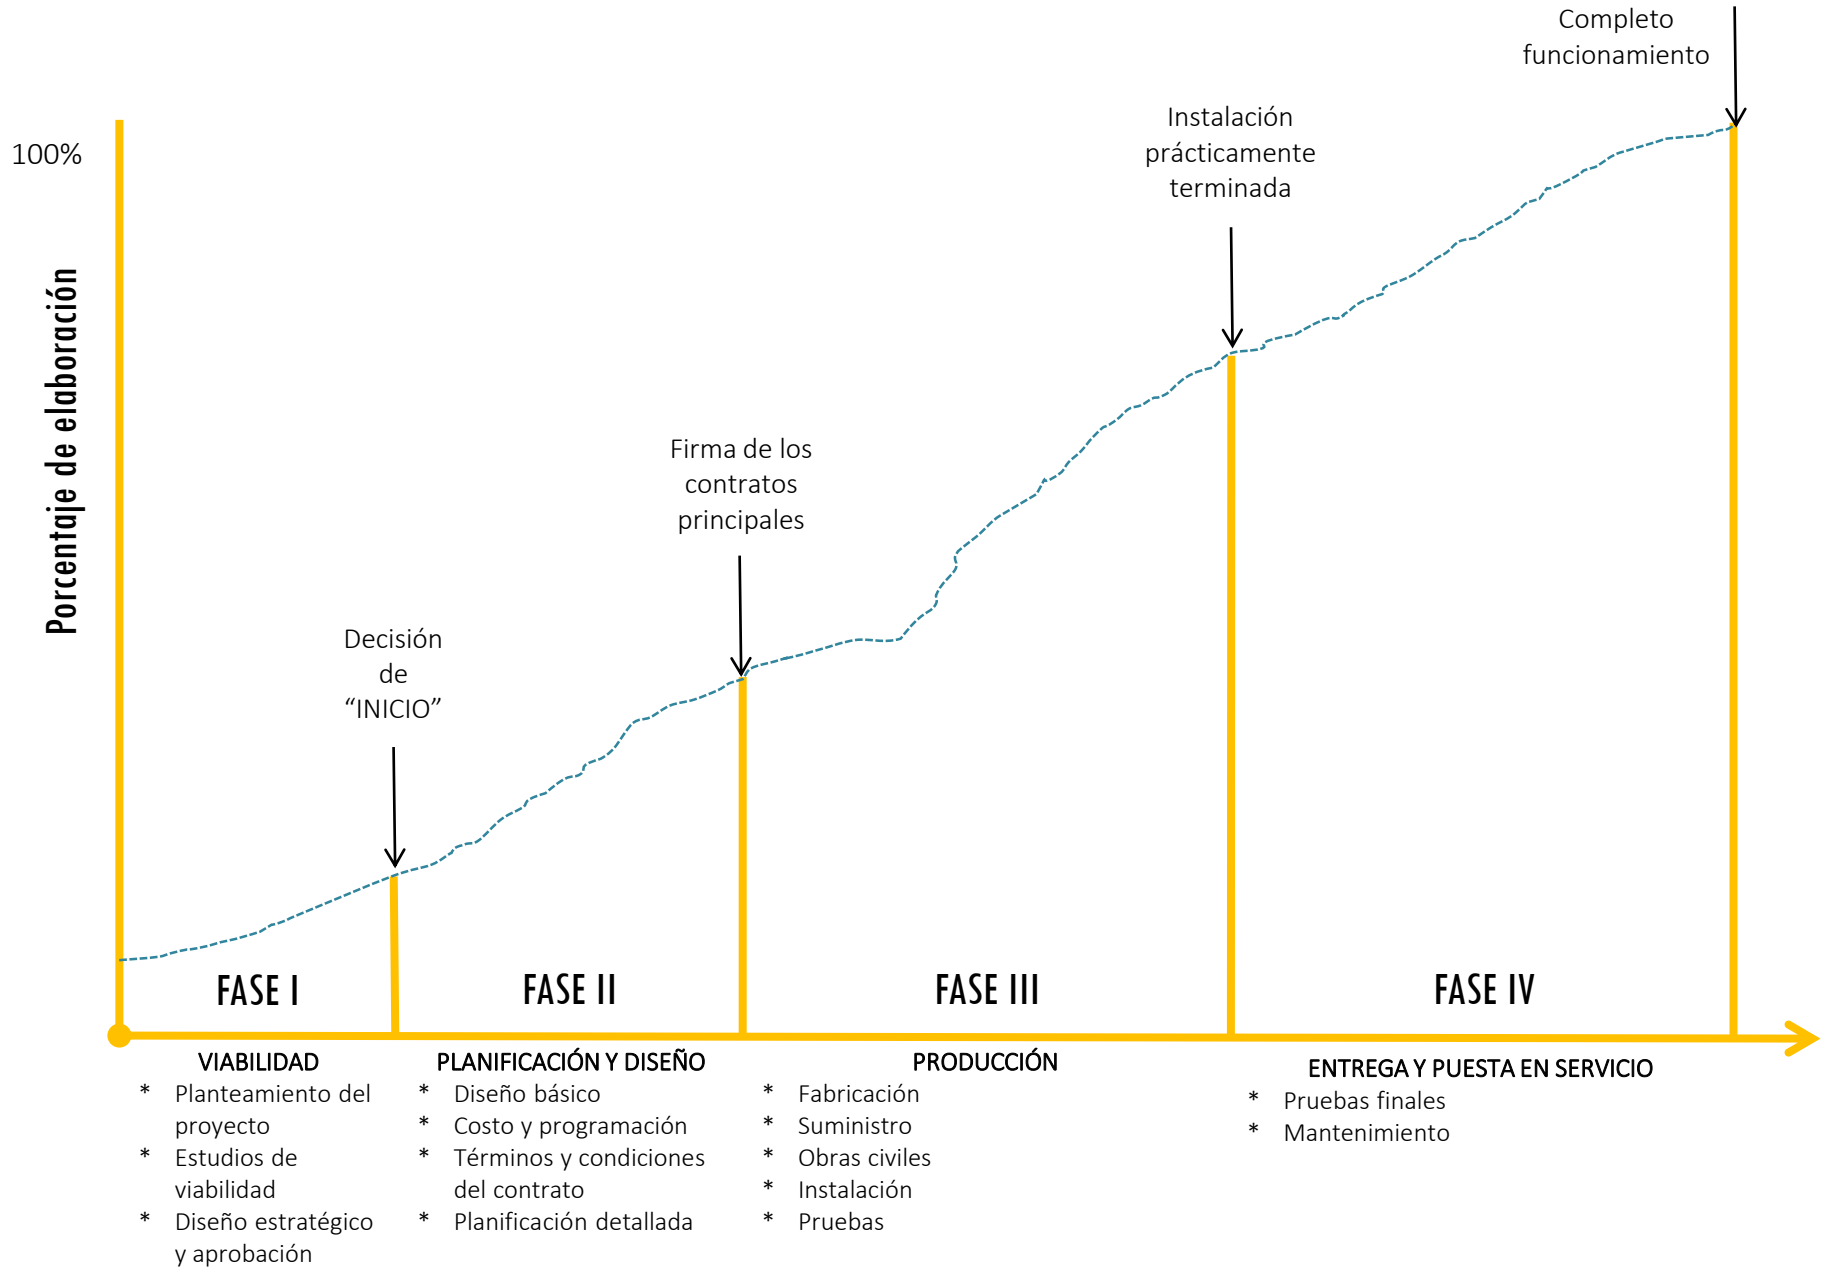 Completo
funcionamiento
Instalación
prácticamente
terminada
100%
Porcentaje de elaboración
Firma de los
contratos
principales
Decisión
de
“INICIO”
FASE I
FASE II
FASE III
FASE IV
VIABILIDAD
* Planteamiento del
proyecto
* Estudios de
viabilidad
* Diseño estratégico
y aprobación
PLANIFICACIÓN Y DISEÑO
* Diseño básico
* Costo y programación
* Términos y condiciones
del contrato
* Planificación detallada
PRODUCCIÓN
* Fabricación
* Suministro
* Obras civiles
* Instalación
* Pruebas
ENTREGA Y PUESTA EN SERVICIO
* Pruebas finales
* Mantenimiento